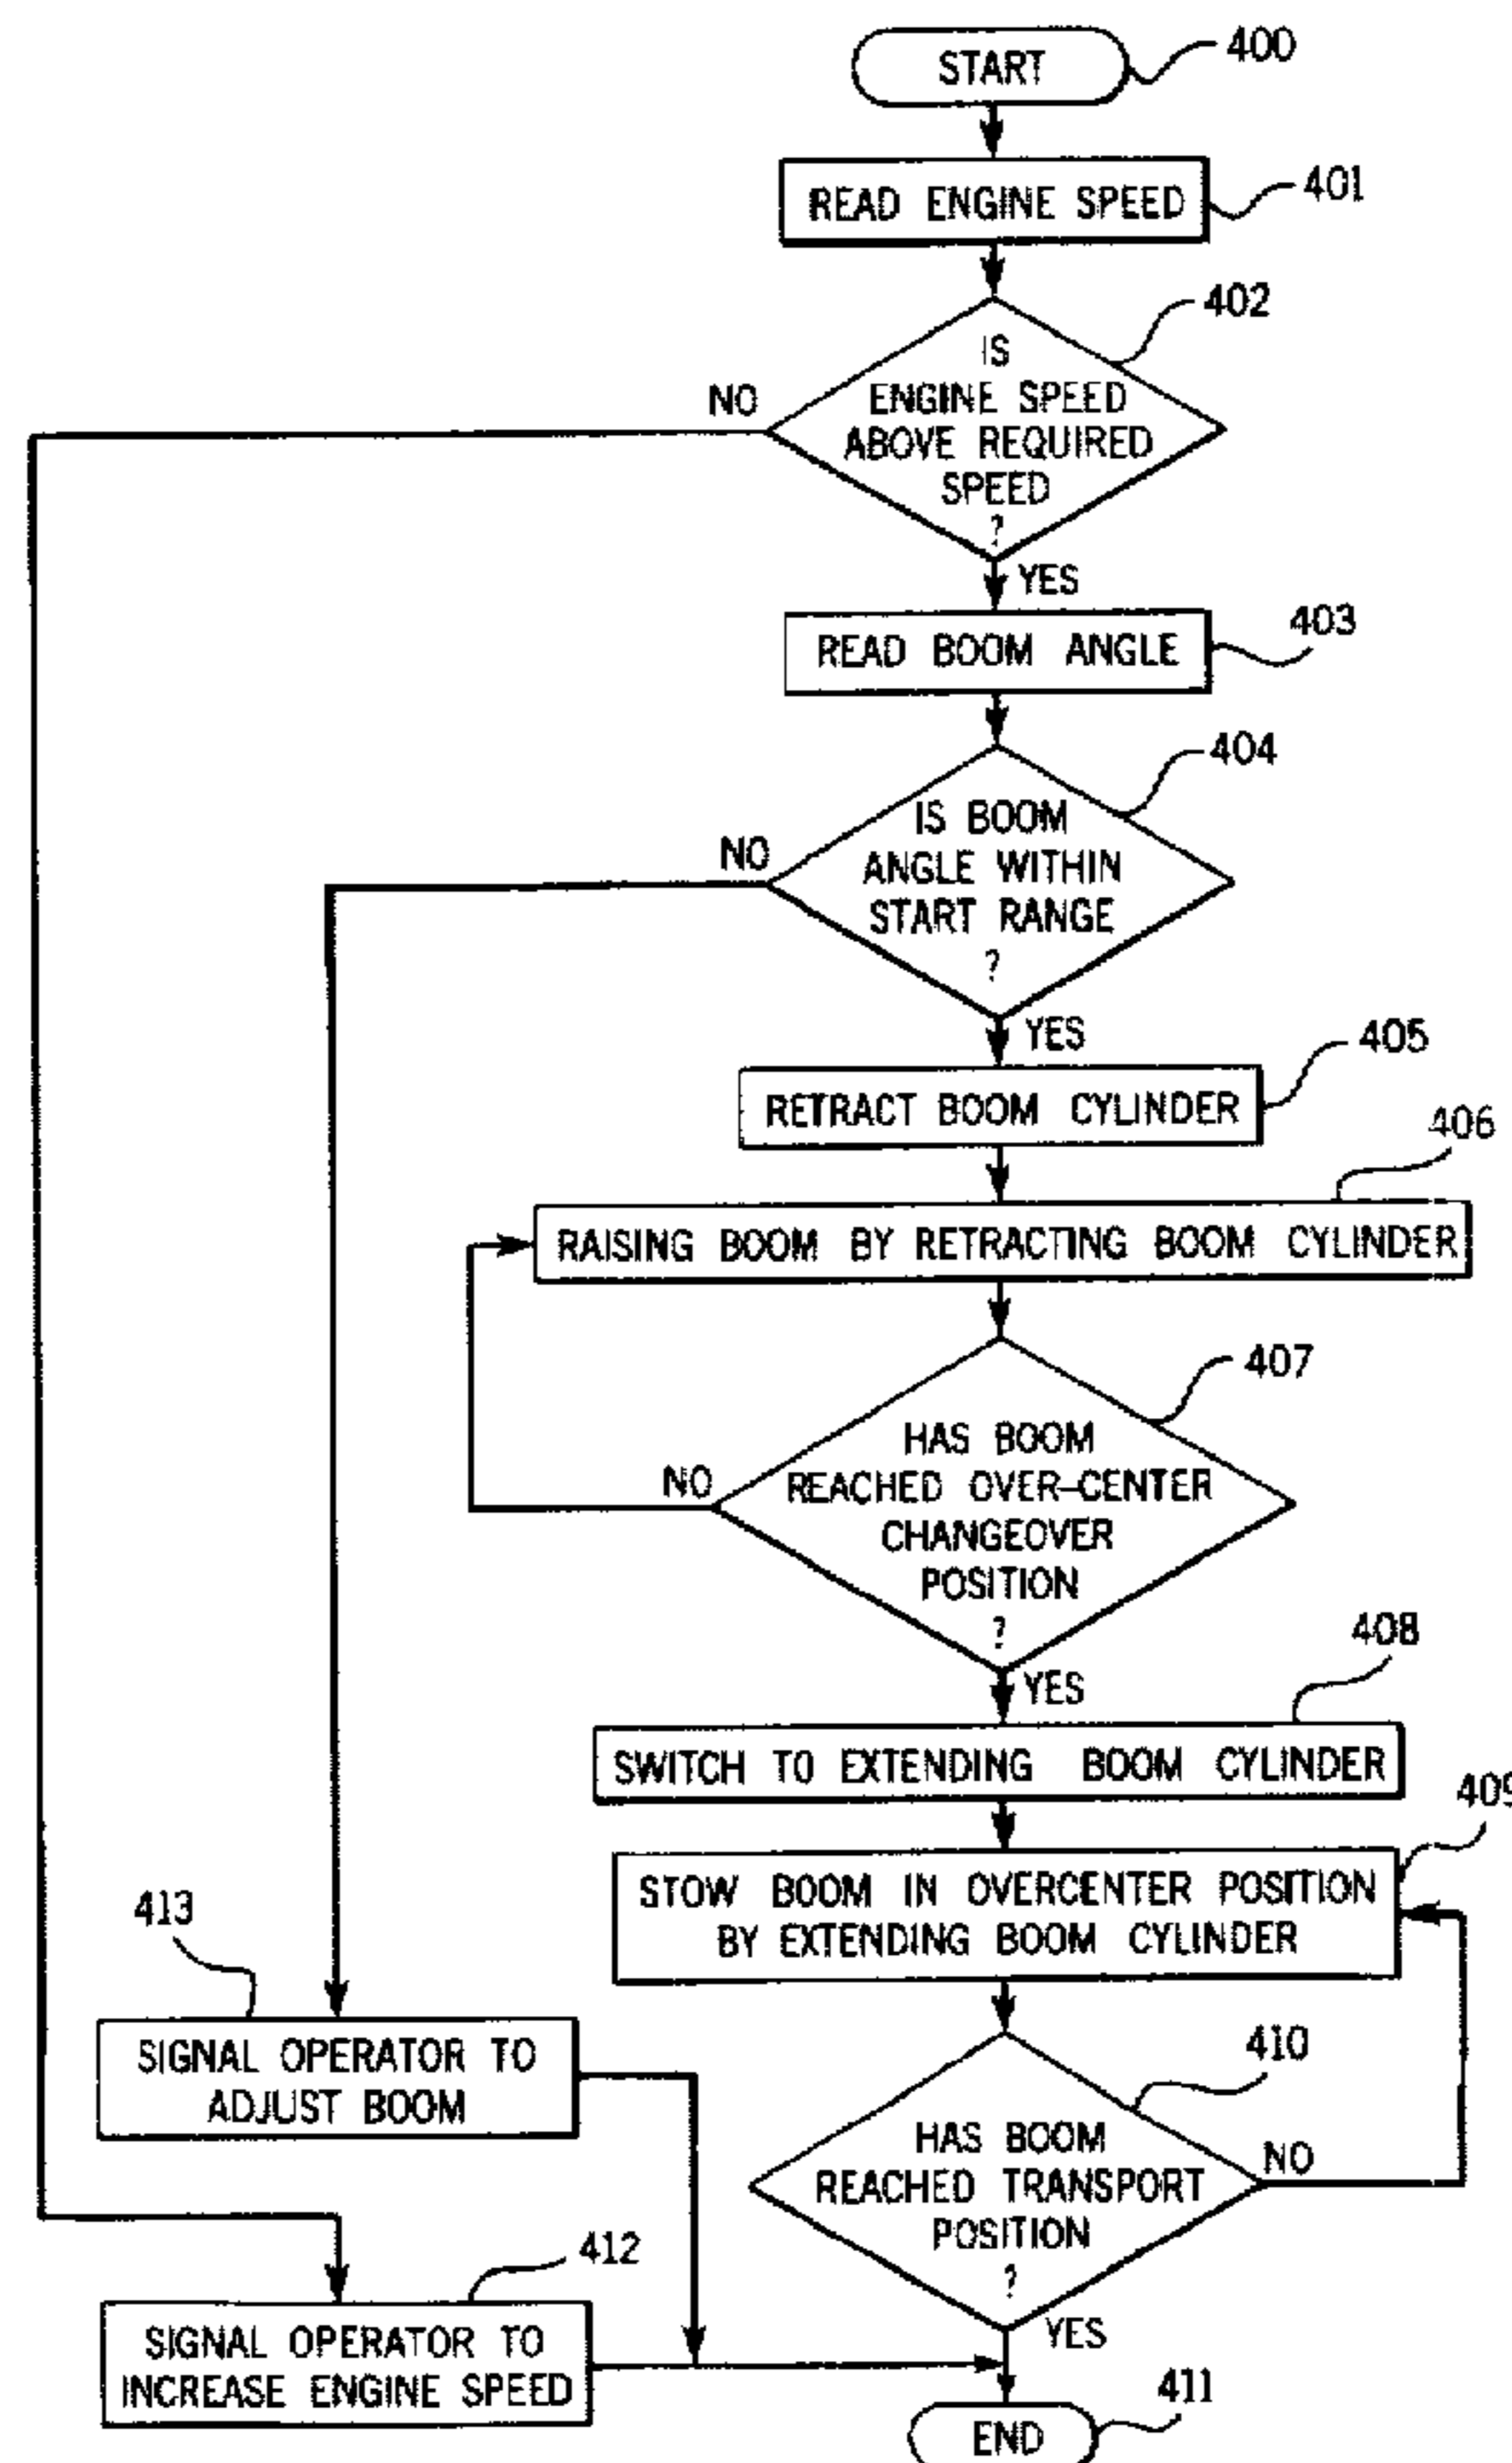 START
400
READ ENGINE SPEED
401
402
IS
ENGINE SPEED
ABOVE REQUIRED
SPEED
?
NO
YES
READ BOOM ANGLE
403
404
IS BOOM
ANGLE WITHIN
START RANGE
?
NO
YES
RETRACT BOOM CYLINDER
405
406
RAISING BOOM BY RETRACTING BOOM CYLINDER
407
HAS BOOM
REACHED OVER-CENTER
CHANGEOVER
POSITION
?
NO
YES
408
SWITCH TO EXTENDING BOOM CYLINDER
409
STOW BOOM IN OVERCENTER POSITION
BY EXTENDING BOOM CYLINDER
413
SIGNAL OPERATOR TO
ADJUST BOOM
410
HAS BOOM
REACHED TRANSPORT
POSITION
?
NO
YES
412
SIGNAL OPERATOR TO
INCREASE ENGINE SPEED
411
END